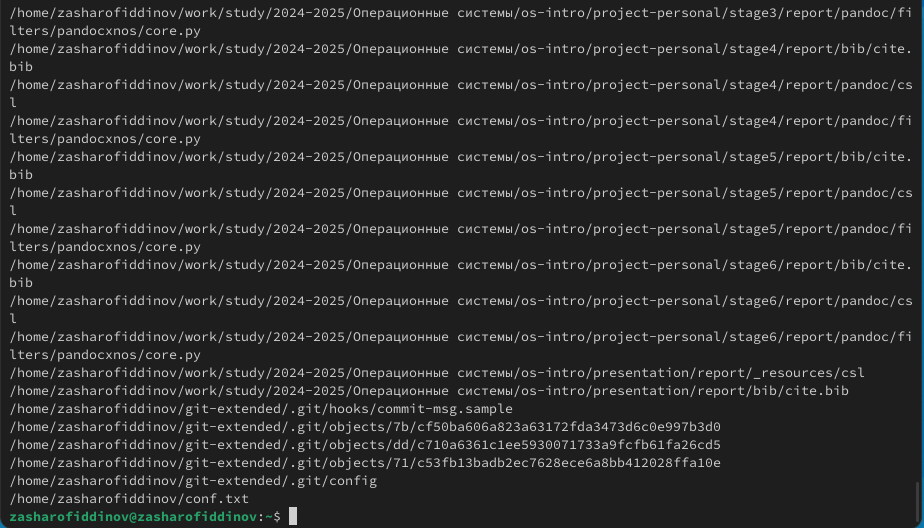 /home/zasharofiddinov/work/study/2024-2025/Операционные системы/os-intro/project-personal/stage3/report/pandoc/fi
lters/pandocxnos/core.py
/home/zasharofiddinov/work/study/2024-2025/Операционные системы/os-intro/project-personal/stage4/report/bib/cite.
bib
/home/zasharofiddinov/work/study/2024-2025/Операционные системы/os-intro/project-personal/stage4/report/pandoc/cs
l
/home/zasharofiddinov/work/study/2024-2025/Операционные системы/os-intro/project-personal/stage4/report/pandoc/fi
lters/pandocxnos/core.py
/home/zasharofiddinov/work/study/2024-2025/Операционные системы/os-intro/project-personal/stage5/report/bib/cite.
bib
/home/zasharofiddinov/work/study/2024-2025/Операционные системы/os-intro/project-personal/stage5/report/pandoc/cs
l
/home/zasharofiddinov/work/study/2024-2025/Операционные системы/os-intro/project-personal/stage5/report/pandoc/fi
lters/pandocxnos/core.py
/home/zasharofiddinov/work/study/2024-2025/Операционные системы/os-intro/project-personal/stage6/report/bib/cite.
bib
/home/zasharofiddinov/work/study/2024-2025/Операционные системы/os-intro/project-personal/stage6/report/pandoc/cs
l
/home/zasharofiddinov/work/study/2024-2025/Операционные системы/os-intro/project-personal/stage6/report/pandoc/fi
lters/pandocxnos/core.py
/home/zasharofiddinov/work/study/2024-2025/Операционные системы/os-intro/presentation/report/_resources/csl
/home/zasharofiddinov/work/study/2024-2025/Операционные системы/os-intro/presentation/report/bib/cite.bib
/home/zasharofiddinov/git-extended/.git/hooks/commit-msg.sample
/home/zasharofiddinov/git-extended/.git/objects/7b/cf50ba606a823a63172fda3473d6c0e997b3d0
/home/zasharofiddinov/git-extended/.git/objects/dd/c710a6361c1ee5930071733a9fcfb61fa26cd5
/home/zasharofiddinov/git-extended/.git/objects/71/c53fb13badb2ec7628ece6a8bb412028ffa10e
/home/zasharofiddinov/git-extended/.git/config
/home/zasharofiddinov/conf.txt
zasharofiddinov@zasharofiddinov:~$